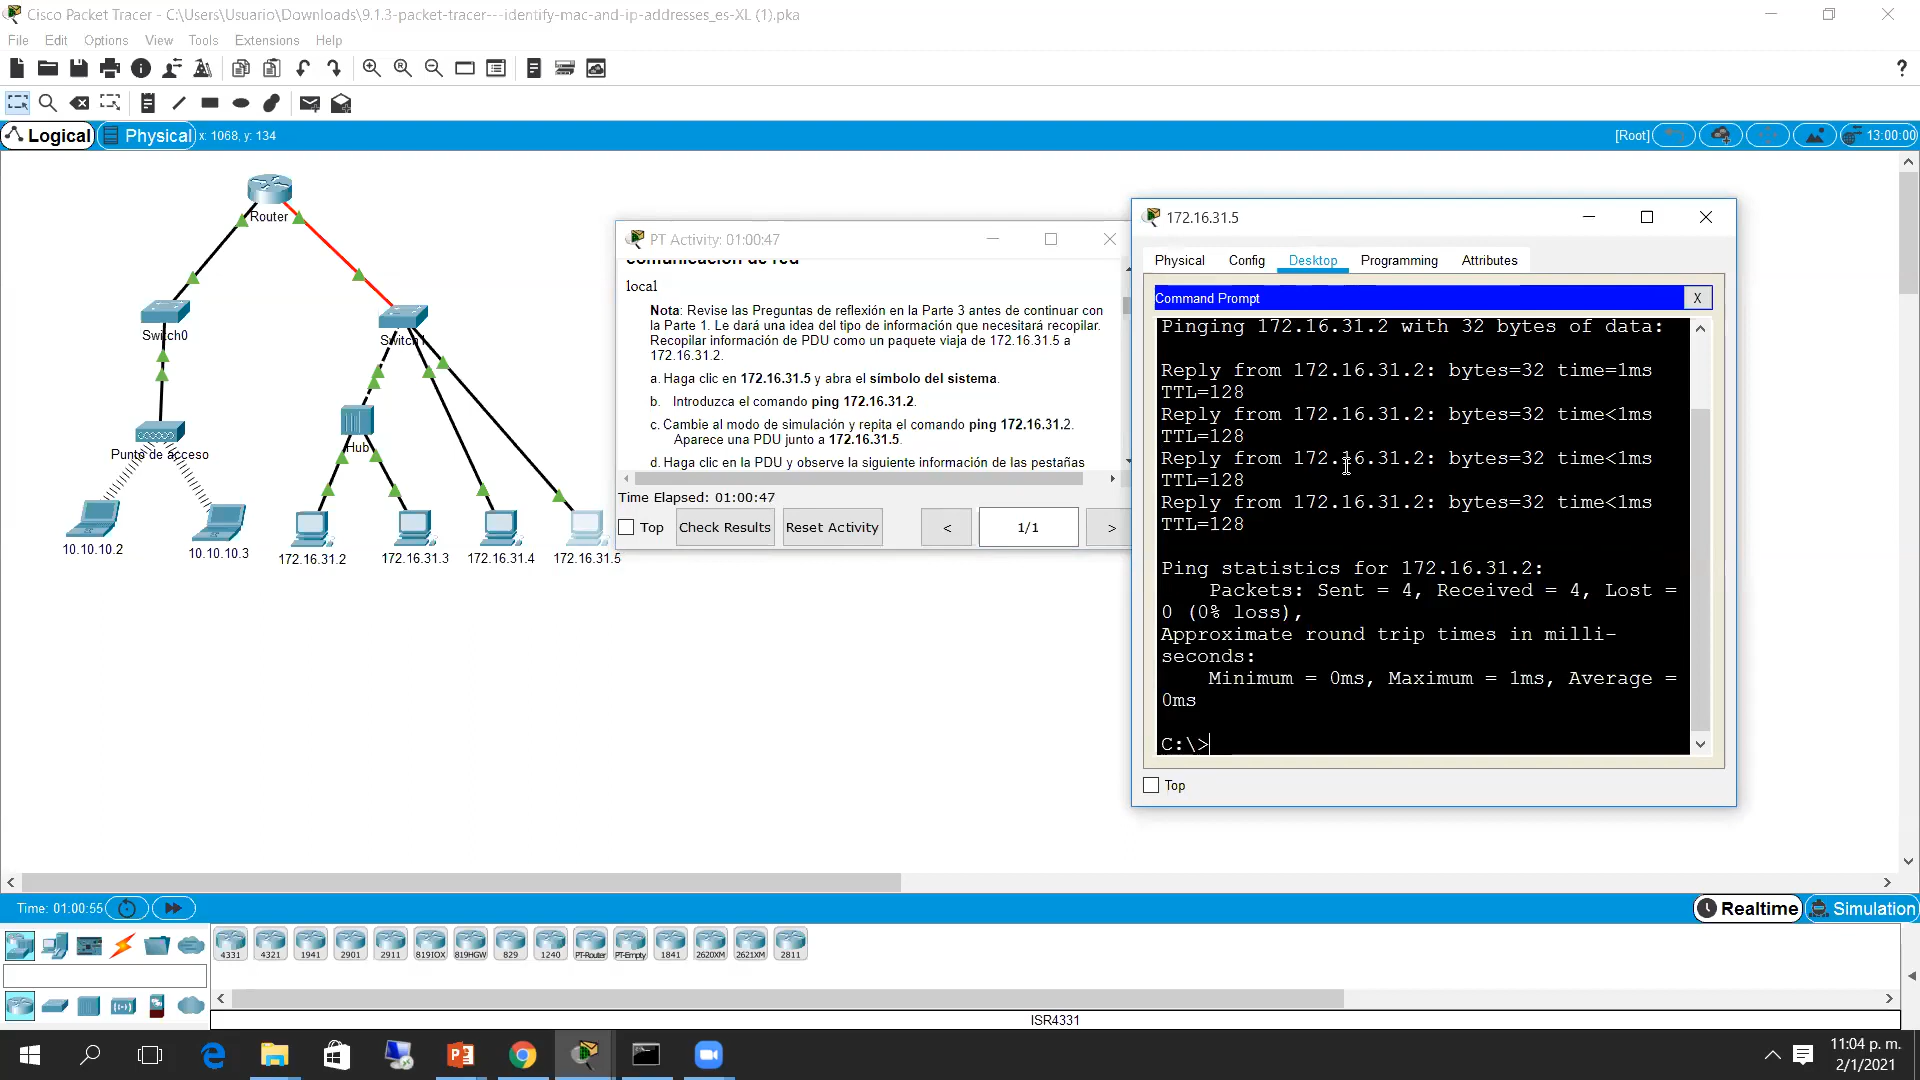 Cisco Packet Tracer - C:\Users\Usuario\Downloads\9.1.3-packet-tracer---identify-mac-and-ip-addresses_es-XL (1).pka
File Edit Options View Tools Extensions Help
?
Logical Physical x: 1068, y: 134 [Root] 13:00:00
Router
Switch0
Switch1
Punto de acceso
Hub
10.10.10.2
10.10.10.3
172.16.31.2
172.16.31.3
172.16.31.4
172.16.31.5
PT Activity: 01:00:47
comunicación de red
local
Nota: Revise las Preguntas de reflexión en la Parte 3 antes de continuar con
la Parte 1. Le dará una idea del tipo de información que necesitará recopilar.
Recopilar información de PDU como un paquete viaja de 172.16.31.5 a
172.16.31.2.
a. Haga clic en 172.16.31.5 y abra el símbolo del sistema.
b. Introduzca el comando ping 172.16.31.2.
c. Cambie al modo de simulación y repita el comando ping 172.16.31.2.
Aparece una PDU junto a 172.16.31.5.
d. Haga clic en la PDU y observe la siguiente información de las pestañas
Time Elapsed: 01:00:47
Top Check Results Reset Activity < 1/1 >
172.16.31.5
Physical Config Desktop Programming Attributes
Command Prompt X
Pinging 172.16.31.2 with 32 bytes of data:
Reply from 172.16.31.2: bytes=32 time=1ms
TTL=128
Reply from 172.16.31.2: bytes=32 time<1ms
TTL=128
Reply from 172.16.31.2: bytes=32 time<1ms
TTL=128
Reply from 172.16.31.2: bytes=32 time<1ms
TTL=128
Ping statistics for 172.16.31.2:
Packets: Sent = 4, Received = 4, Lost =
0 (0% loss),
Approximate round trip times in milli-
seconds:
Minimum = 0ms, Maximum = 1ms, Average =
0ms
C:\>
Top
Time: 01:00:55 Realtime Simulation
4331 4321 1941 2901 2911 819IOX 819HGW 829 1240 PT-Router PT-Empty 1841 2620XM 2621XM 2811
ISR4331
11:04 p. m.
2/1/2021